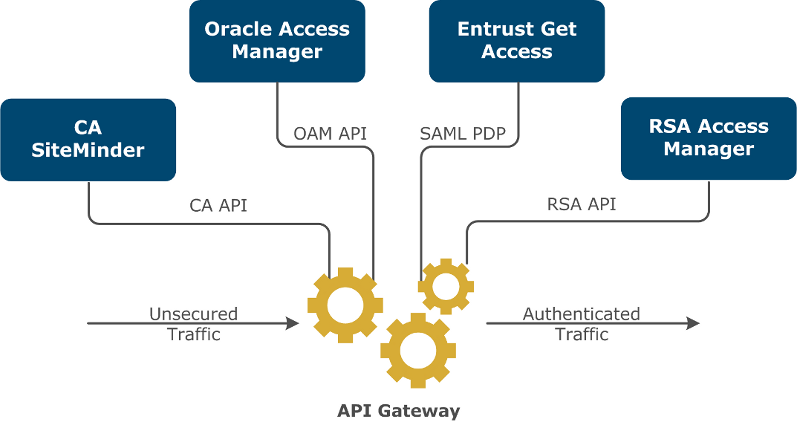 Oracle Access
Manager
Entrust Get
Access
CA
SiteMinder
RSA Access
Manager
OAM API
SAML PDP
CA API
RSA API
Unsecured
Traffic
Authenticated
Traffic
API Gateway